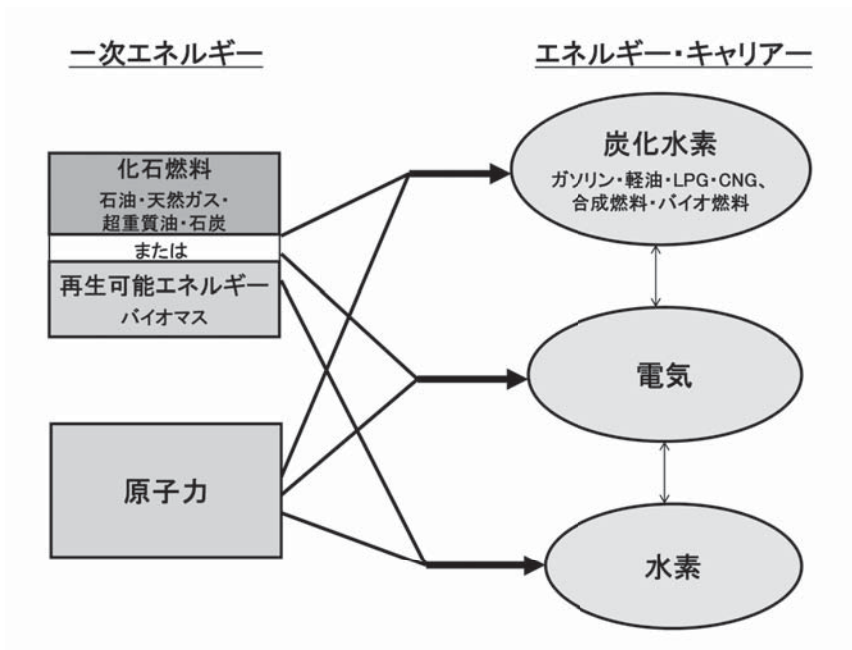 一次エネルギー
エネルギー・キャリアー
化石燃料
石油・天然ガス・
超重質油・石炭
または
再生可能エネルギー
バイオマス
原子力
炭化水素
ガソリン・軽油・LPG・CNG、
合成燃料・バイオ燃料
電気
水素